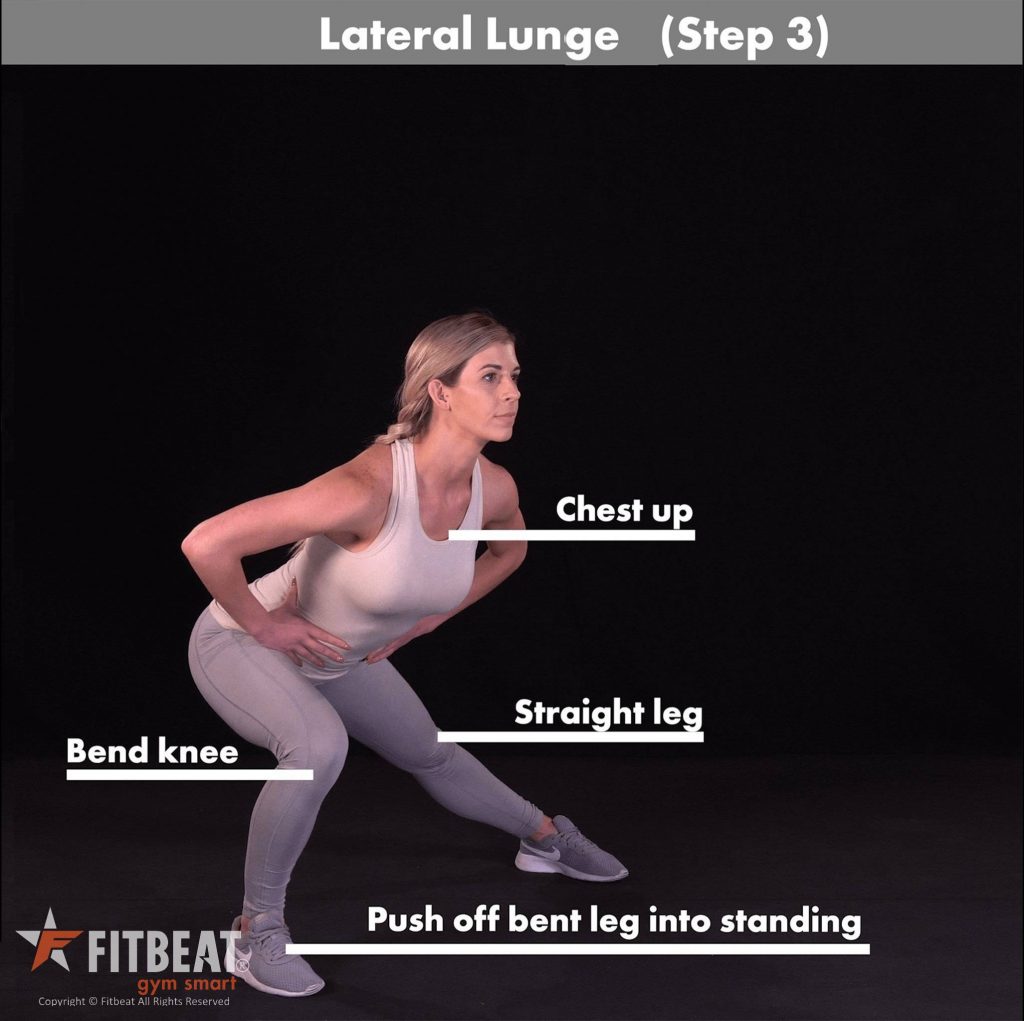 Lateral Lunge (Step 3)
Chest up
Straight leg
Bend knee
Push off bent leg into standing
FITBEAT®
gym smart
Copyright © Fitbeat All Rights Reserved